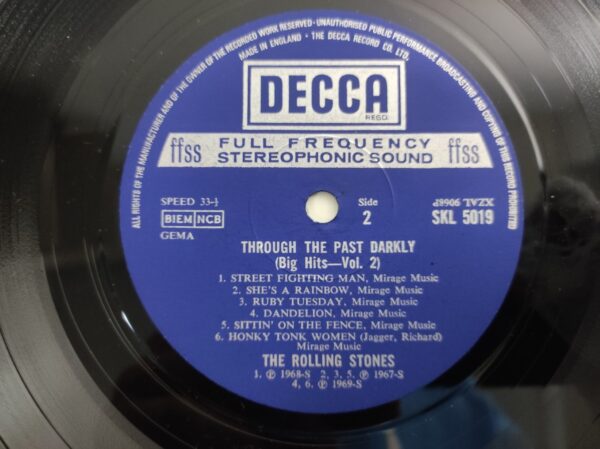 ALL RIGHTS OF THE MANUFACTURER AND OF THE OWNER OF THE RECORDED WORK RESERVED · UNAUTHORISED PUBLIC PERFORMANCE BROADCASTING AND COPYING OF THIS RECORD PROHIBITED
MADE IN ENGLAND · THE DECCA RECORD CO. LTD.
DECCA
REGD.
ffss FULL FREQUENCY ffss
STEREOPHONIC SOUND
SPEED 33⅓
BIEM NCB
GEMA
Side
2
XZAL 8906P
SKL 5019
THROUGH THE PAST DARKLY
(Big Hits—Vol. 2)
1. STREET FIGHTING MAN, Mirage Music
2. SHE'S A RAINBOW, Mirage Music
3. RUBY TUESDAY, Mirage Music
4. DANDELION, Mirage Music
5. SITTIN' ON THE FENCE, Mirage Music
6. HONKY TONK WOMEN (Jagger, Richard)
Mirage Music
THE ROLLING STONES
1. ℗ 1968-S 2, 3, 5. ℗ 1967-S
4, 6. ℗ 1969-S